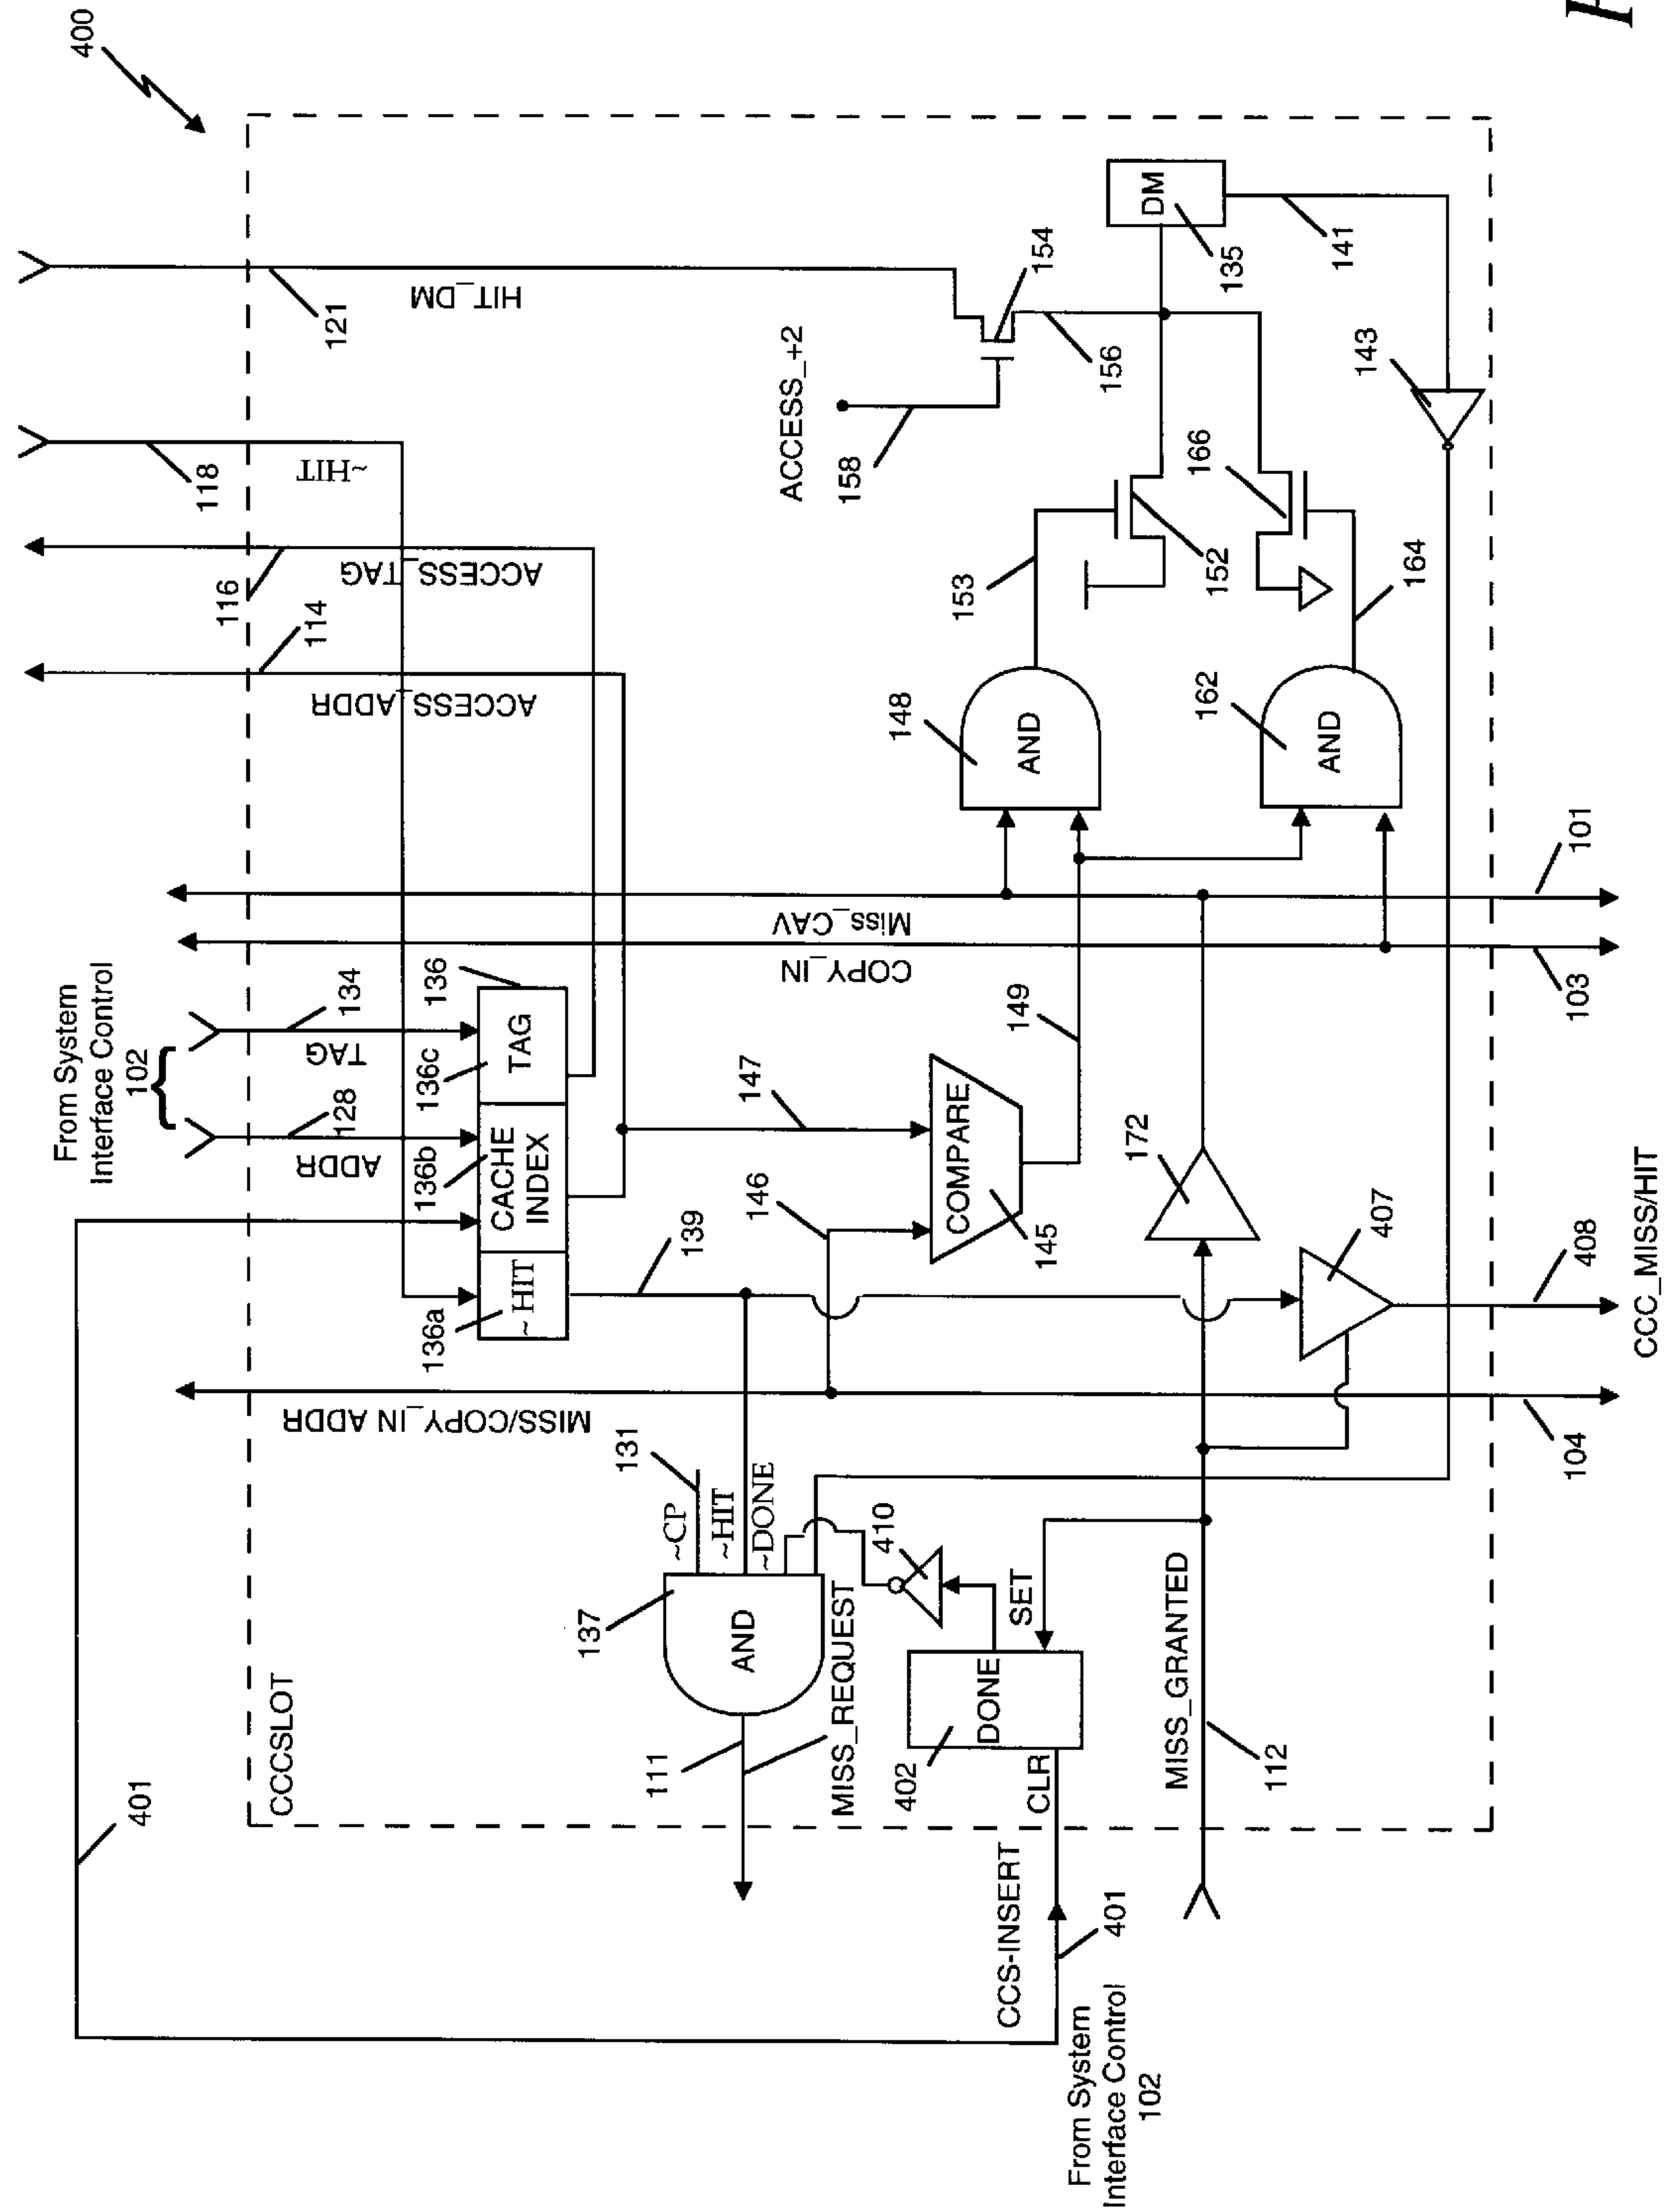 400
121
HIT_DM
118
~HIT
116
ACCESS_TAG
114
ACCESS_ADDR
From System
Interface Control
102
134
TAG
128
ADDR
136
136c
TAG
136b
CACHE
INDEX
136a
~HIT
401
CCCSLOT
139
146
147
COMPARE
145
149
MISS/COPY_IN ADDR
COPY_IN
Miss_CAV
ACCESS_+2
158
154
156
DM
135
141
143
148
AND
153
152
162
AND
164
166
131
~CP
~HIT
~DONE
137
AND
111
MISS_REQUEST
410
SET
DONE
402
CLR
MISS_GRANTED
112
CCS-INSERT
401
From System
Interface Control
102
172
407
408
CCC_MISS/HIT
104
103
101